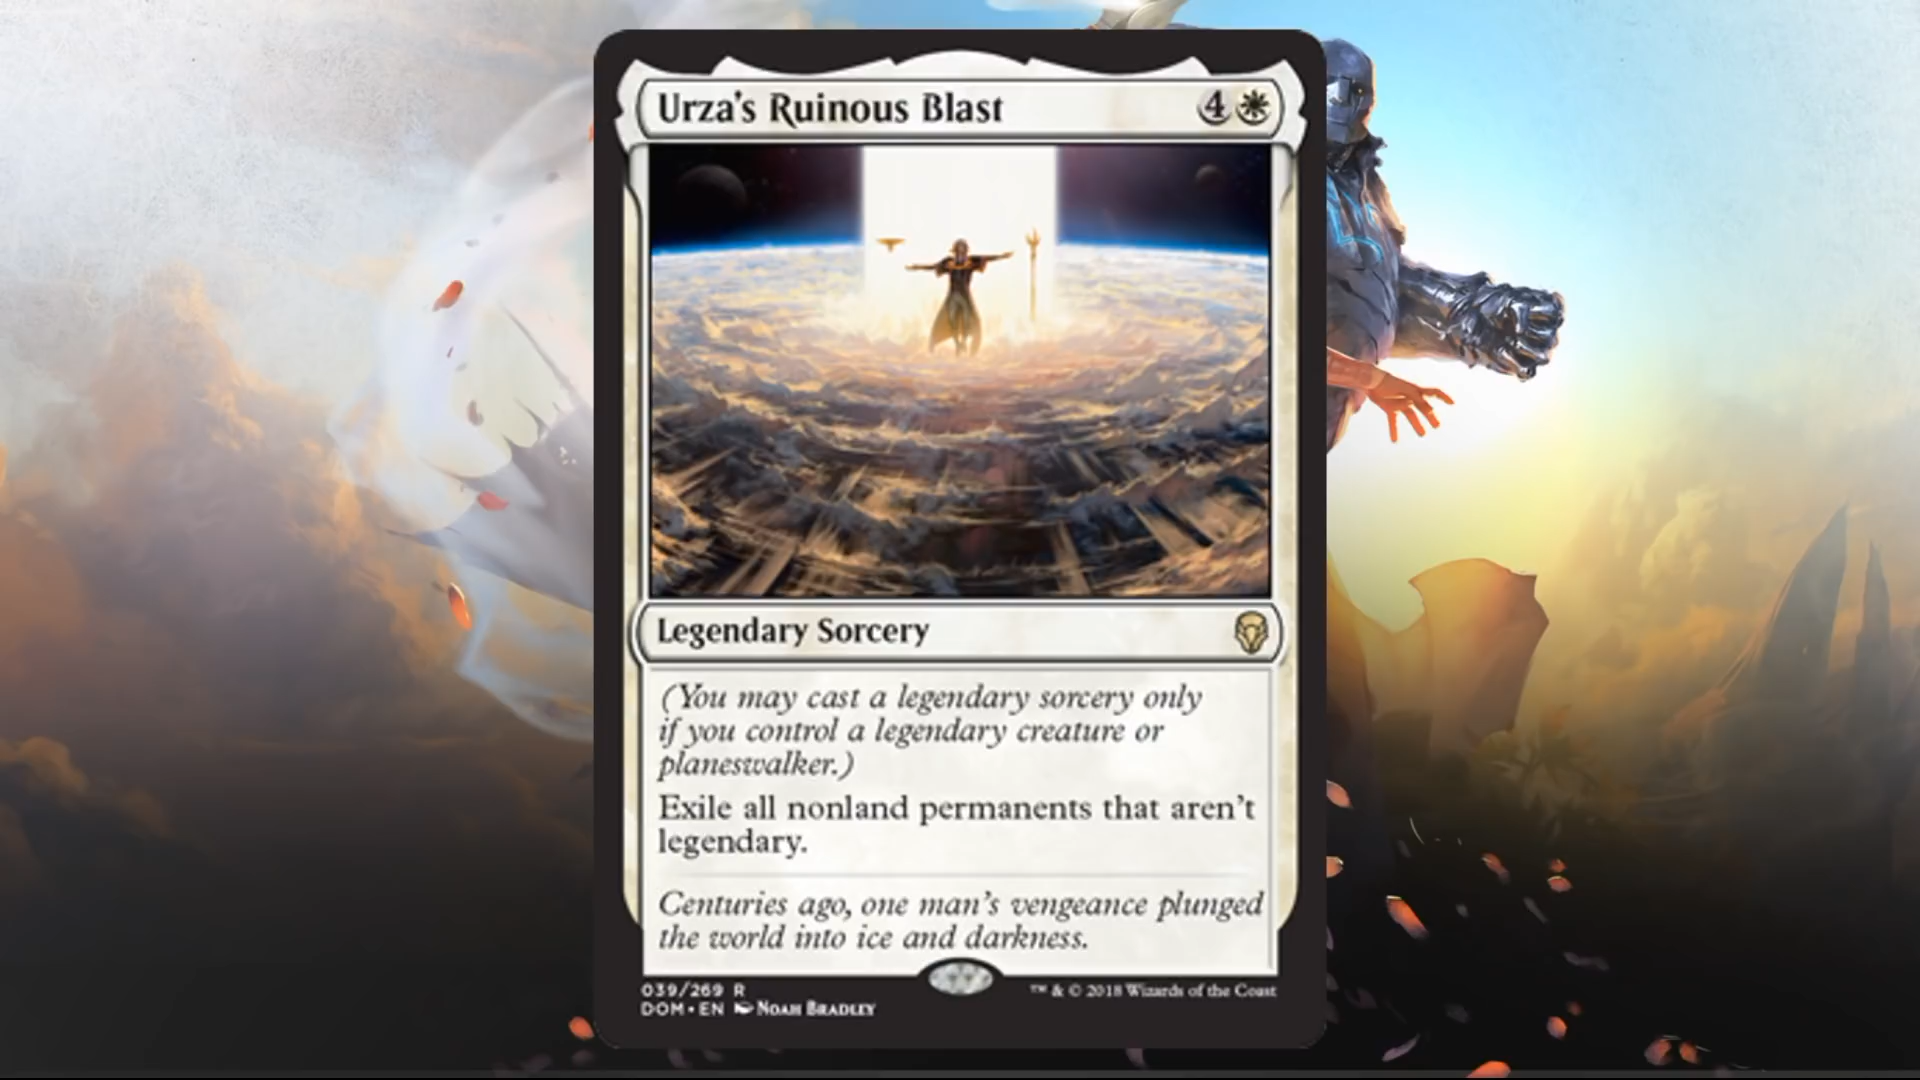 Urza's Ruinous Blast 4
Legendary Sorcery
(You may cast a legendary sorcery only
if you control a legendary creature or
planeswalker.)
Exile all nonland permanents that aren't
legendary.
Centuries ago, one man's vengeance plunged
the world into ice and darkness.
039/269 R
™ & © 2018 Wizards of the Coast
DOM • EN Noah Bradley